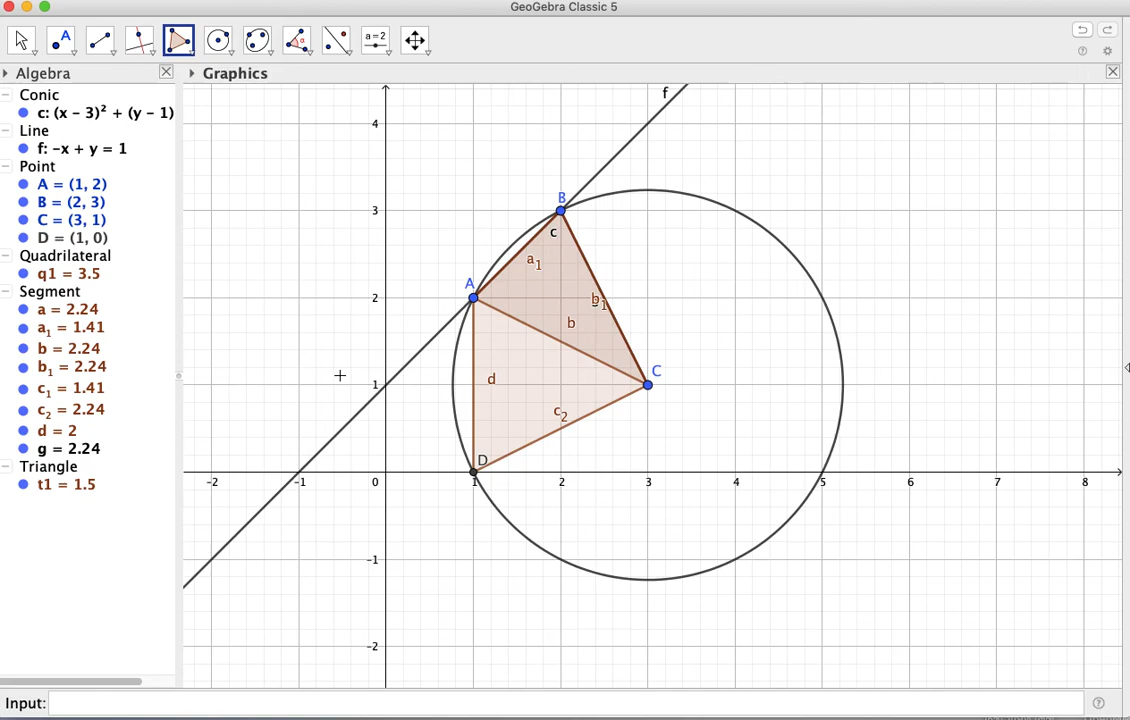 GeoGebra Classic 5
A
a=2
α
Algebra
Graphics
Conic
c: (x – 3)² + (y – 1)
Line
f: –x + y = 1
Point
A = (1, 2)
B = (2, 3)
C = (3, 1)
D = (1, 0)
Quadrilateral
q1 = 3.5
Segment
a = 2.24
a₁ = 1.41
b = 2.24
b₁ = 2.24
c₁ = 1.41
c₂ = 2.24
d = 2
g = 2.24
Triangle
t1 = 1.5
f
4
B
3
c
a₁
A
2
b₁
b
C
1
d
c₂
D
-2 -1 0 1 2 3 4 5 6 7 8
-1
-2
Input: